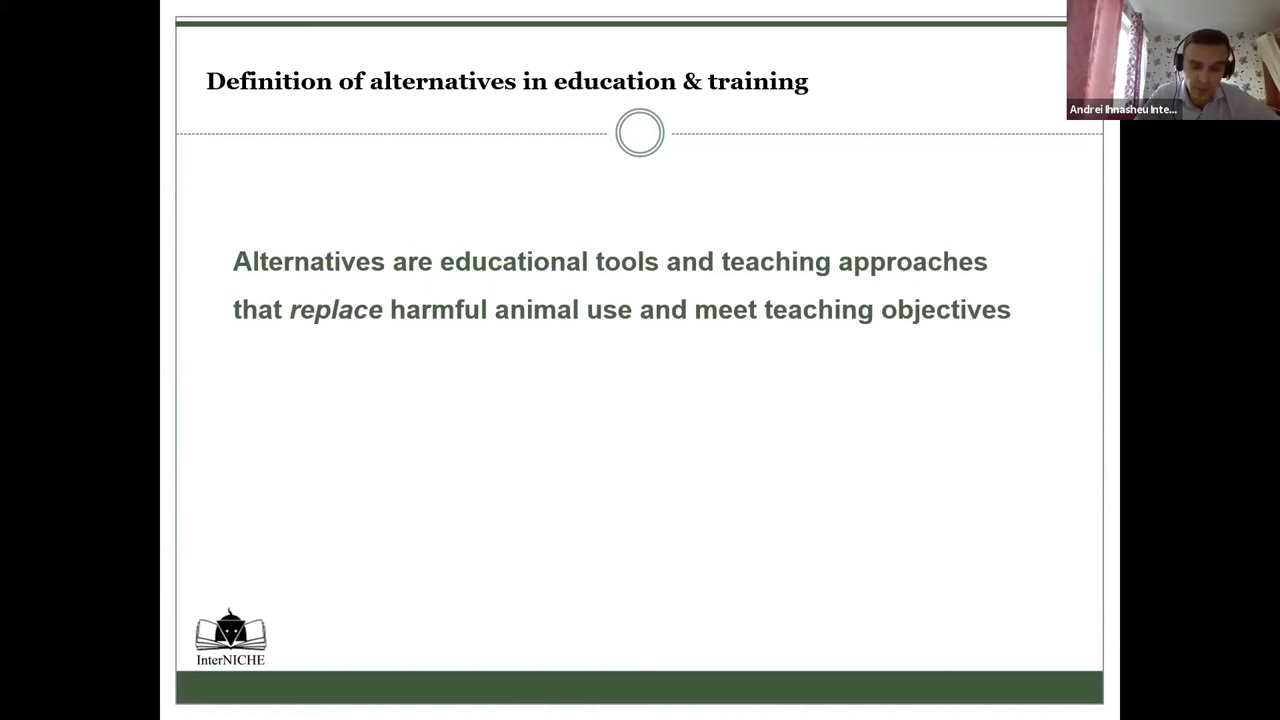 Definition of alternatives in education & training
Andrei Ihnasheu Inte...
Alternatives are educational tools and teaching approaches
that replace harmful animal use and meet teaching objectives
InterNICHE